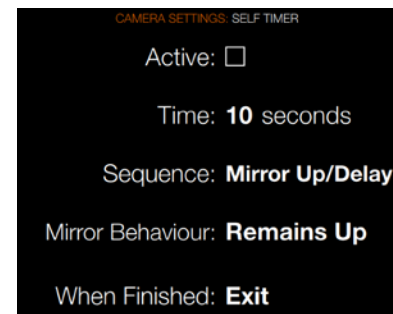 CAMERA SETTINGS: SELF TIMER
Active:
Time: 10 seconds
Sequence: Mirror Up/Delay
Mirror Behaviour: Remains Up
When Finished: Exit